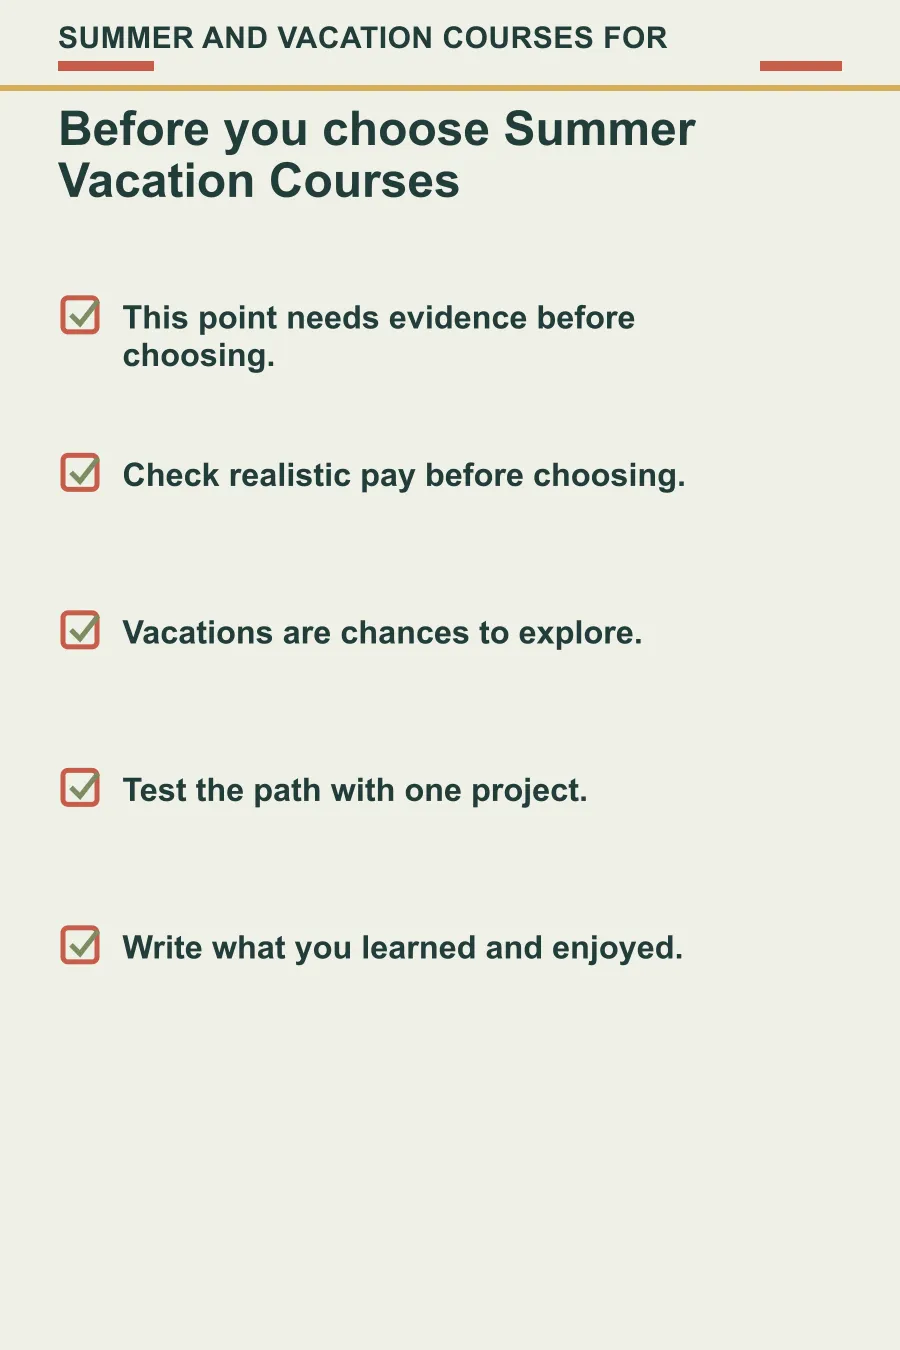 SUMMER AND VACATION COURSES FOR
Before you choose Summer
Vacation Courses
This point needs evidence before
choosing.
Check realistic pay before choosing.
Vacations are chances to explore.
Test the path with one project.
Write what you learned and enjoyed.